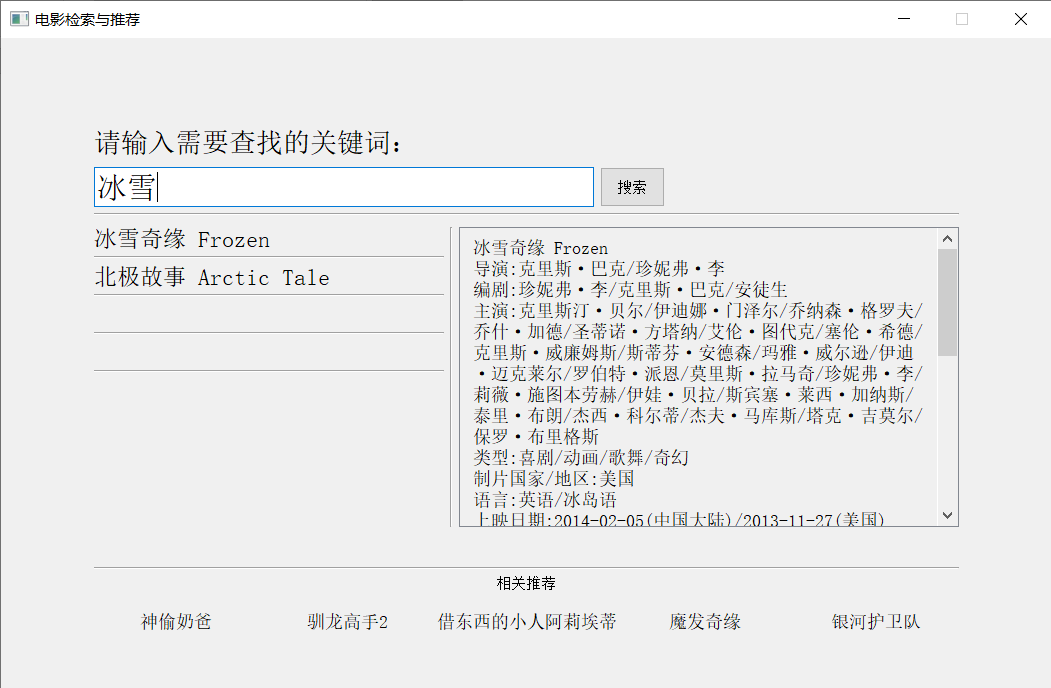 电影检索与推荐
请输入需要查找的关键词:
冰雪
搜索
冰雪奇缘 Frozen
北极故事 Arctic Tale
冰雪奇缘 Frozen
导演:克里斯·巴克/珍妮弗·李
编剧:珍妮弗·李/克里斯·巴克/安徒生
主演:克里斯汀·贝尔/伊迪娜·门泽尔/乔纳森·格罗夫/
乔什·加德/圣蒂诺·方塔纳/艾伦·图代克/塞伦·希德/
克里斯·威廉姆斯/斯蒂芬·安德森/玛雅·威尔逊/伊迪
·迈克莱尔/罗伯特·派恩/莫里斯·拉马奇/珍妮弗·李/
莉薇·施图本劳赫/伊娃·贝拉/斯宾塞·莱西·加纳斯/
泰里·布朗/杰西·科尔蒂/杰夫·马库斯/塔克·吉莫尔/
保罗·布里格斯
类型:喜剧/动画/歌舞/奇幻
制片国家/地区:美国
语言:英语/冰岛语
上映日期:2014-02-05(中国大陆)/2013-11-27(美国)
相关推荐
神偷奶爸
驯龙高手2
借东西的小人阿莉埃蒂
魔发奇缘
银河护卫队